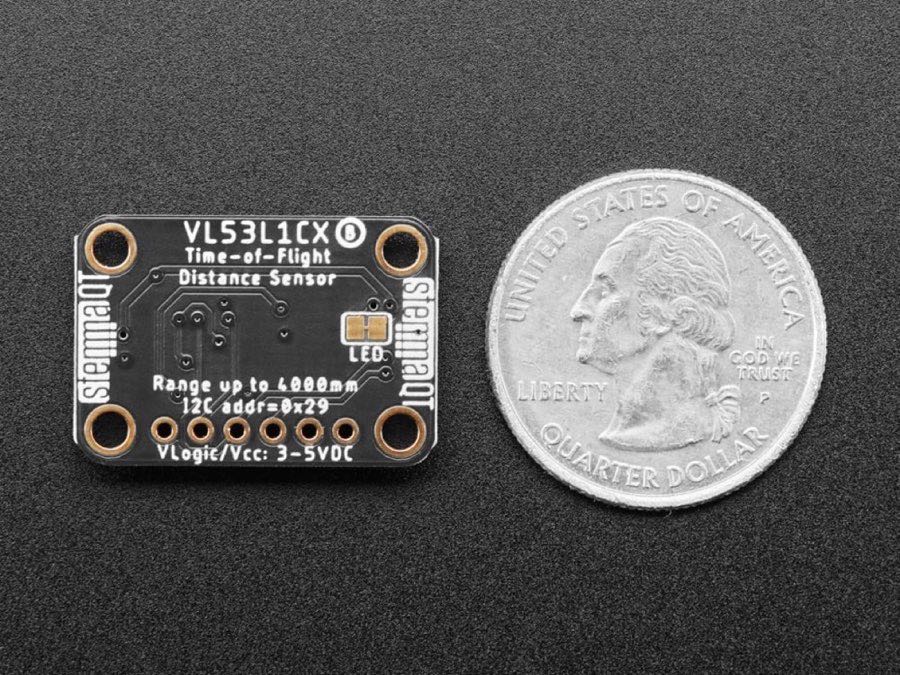 VL53L1CX B
Time-of-Flight
Distance Sensor
stemmaQT
stemmaQT
LED
Range up to 4000mm
I2C addr=0x29
VLogic/Vcc: 3-5VDC
UNITED STATES OF AMERICA
IN
GOD WE
TRUST
LIBERTY
P
QUARTER DOLLAR